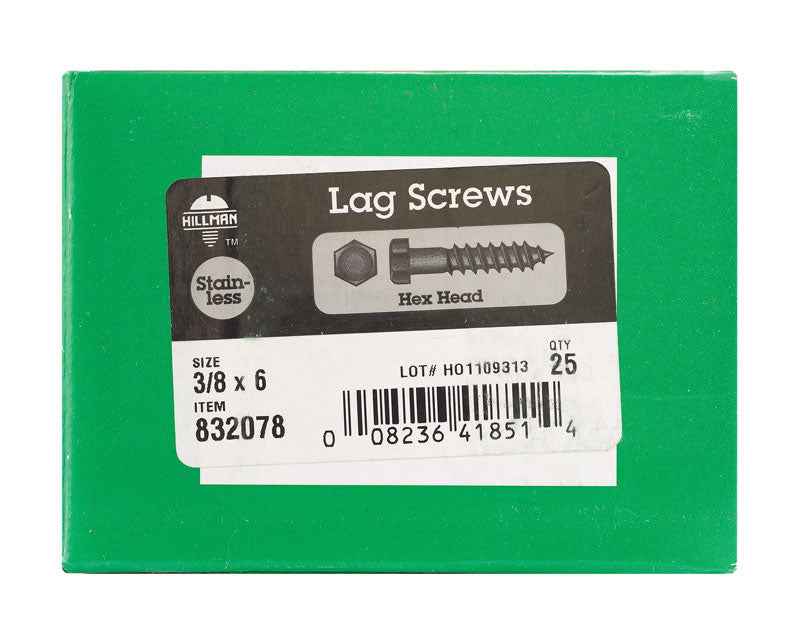 Lag Screws
HILLMAN
TM
Stain-
less
Hex Head
SIZE
3/8 x 6
ITEM
832078
LOT# HO1109313
QTY
25
0 08236 41851 4